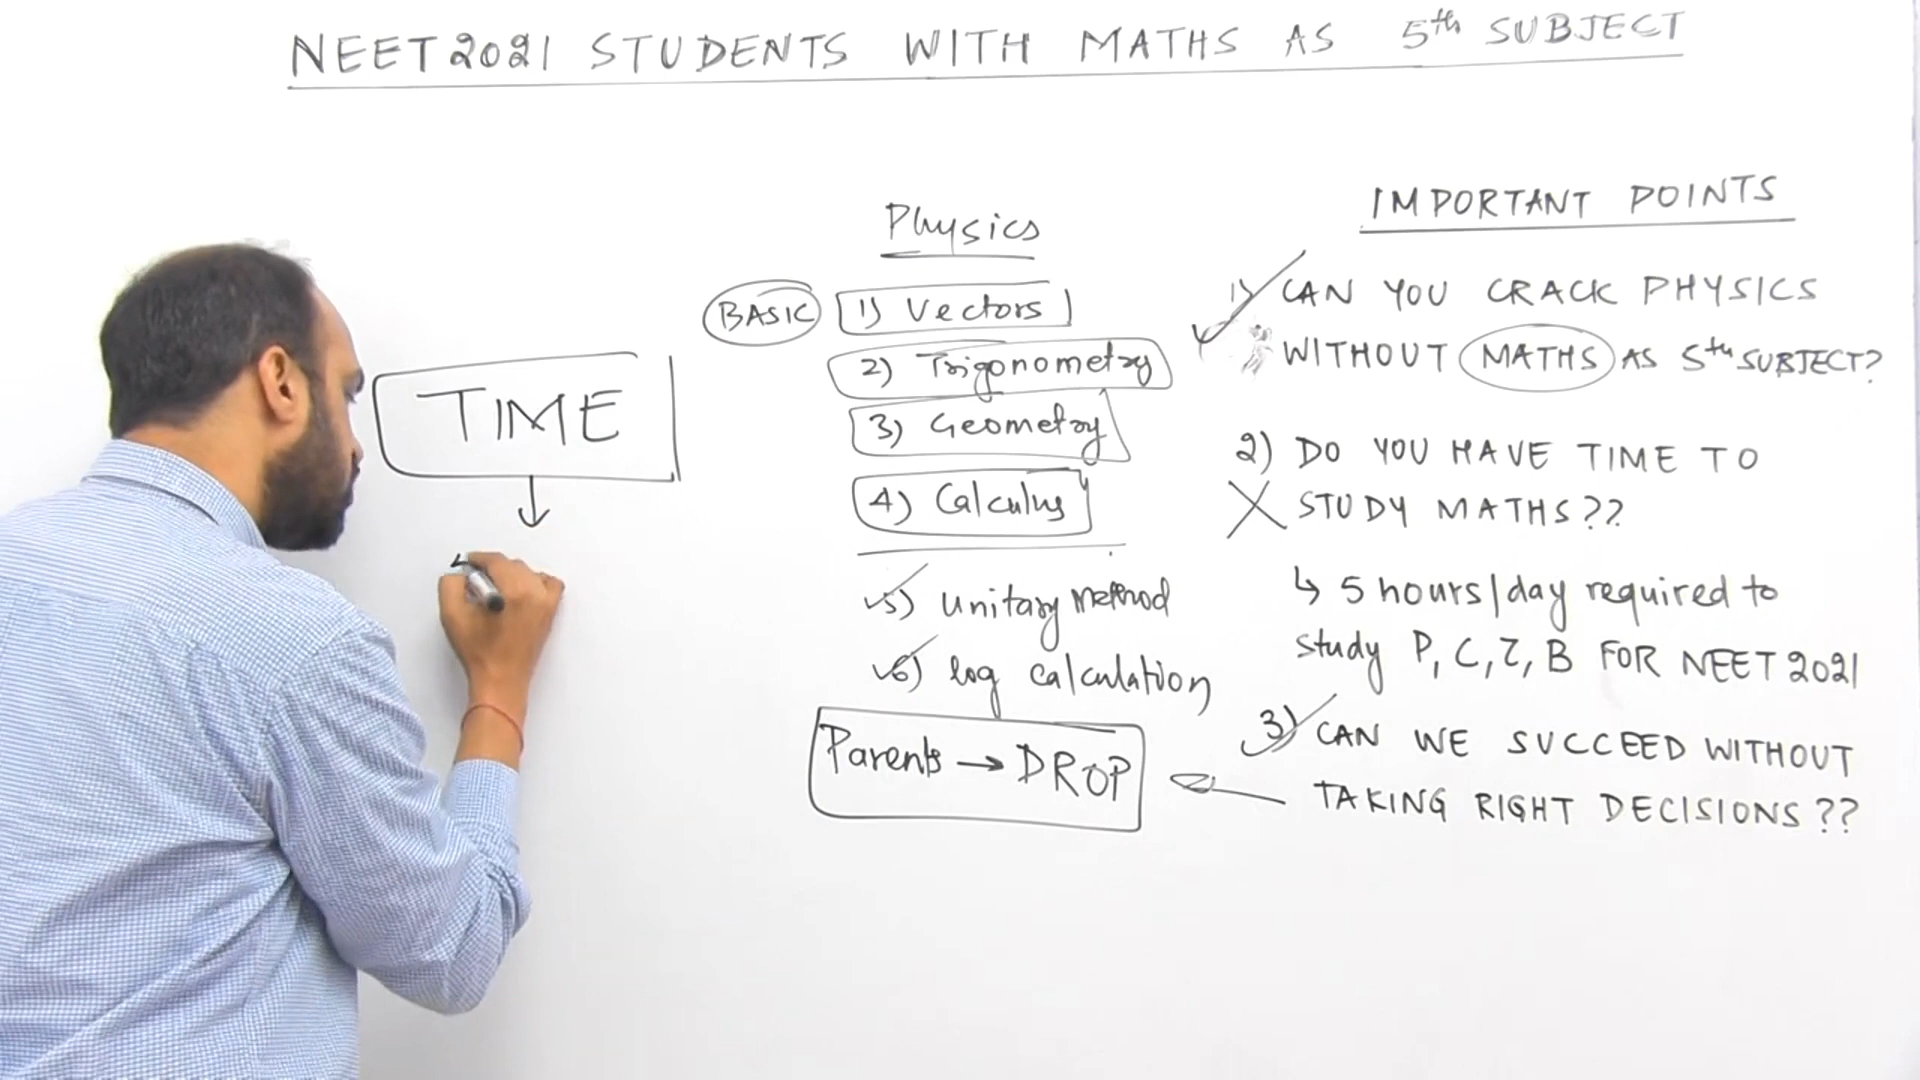 NEET2021 STUDENTS WITH MATHS AS 5th SUBJECT
TIME
Physics
BASIC
1) Vectors
2) Trigonometry
3) Geometry
4) Calculus
5) unitary method
6) log calculation
Parents → DROP
IMPORTANT POINTS
1) CAN YOU CRACK PHYSICS
WITHOUT MATHS AS 5th SUBJECT?
2) DO YOU HAVE TIME TO
STUDY MATHS??
↳ 5 hours/day required to
study P, C, Z, B FOR NEET 2021
3) CAN WE SUCCEED WITHOUT
TAKING RIGHT DECISIONS??